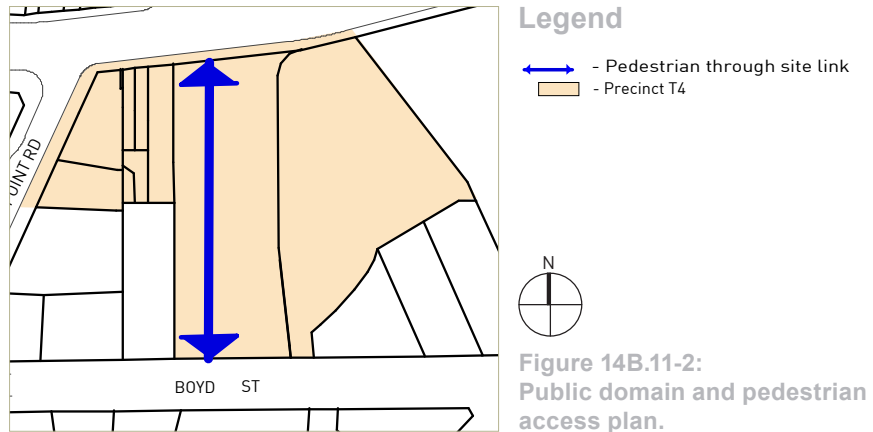 Legend
- Pedestrian through site link
- Precinct T4
RD
BOYD ST
N
Figure 14B.11-2:
Public domain and pedestrian
access plan.